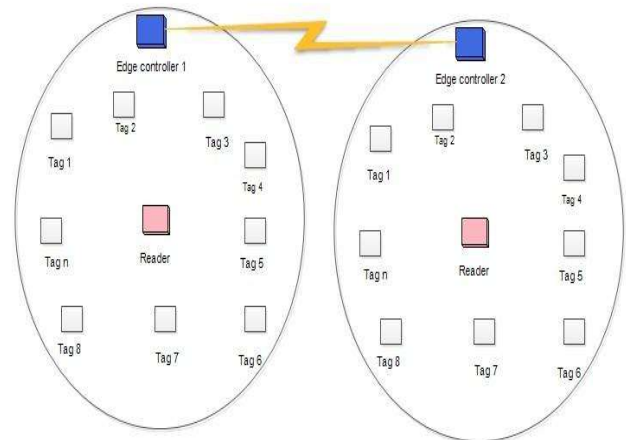 Edge controller 1
Tag 2
Tag 3
Tag 1
Tag 4
Tag n
Reader
Tag 5
Tag 8
Tag 7
Tag 6
Edge controller 2
Tag 2
Tag 3
Tag 1
Tag 4
Tag n
Reader
Tag 5
Tag 8
Tag 7
Tag 6